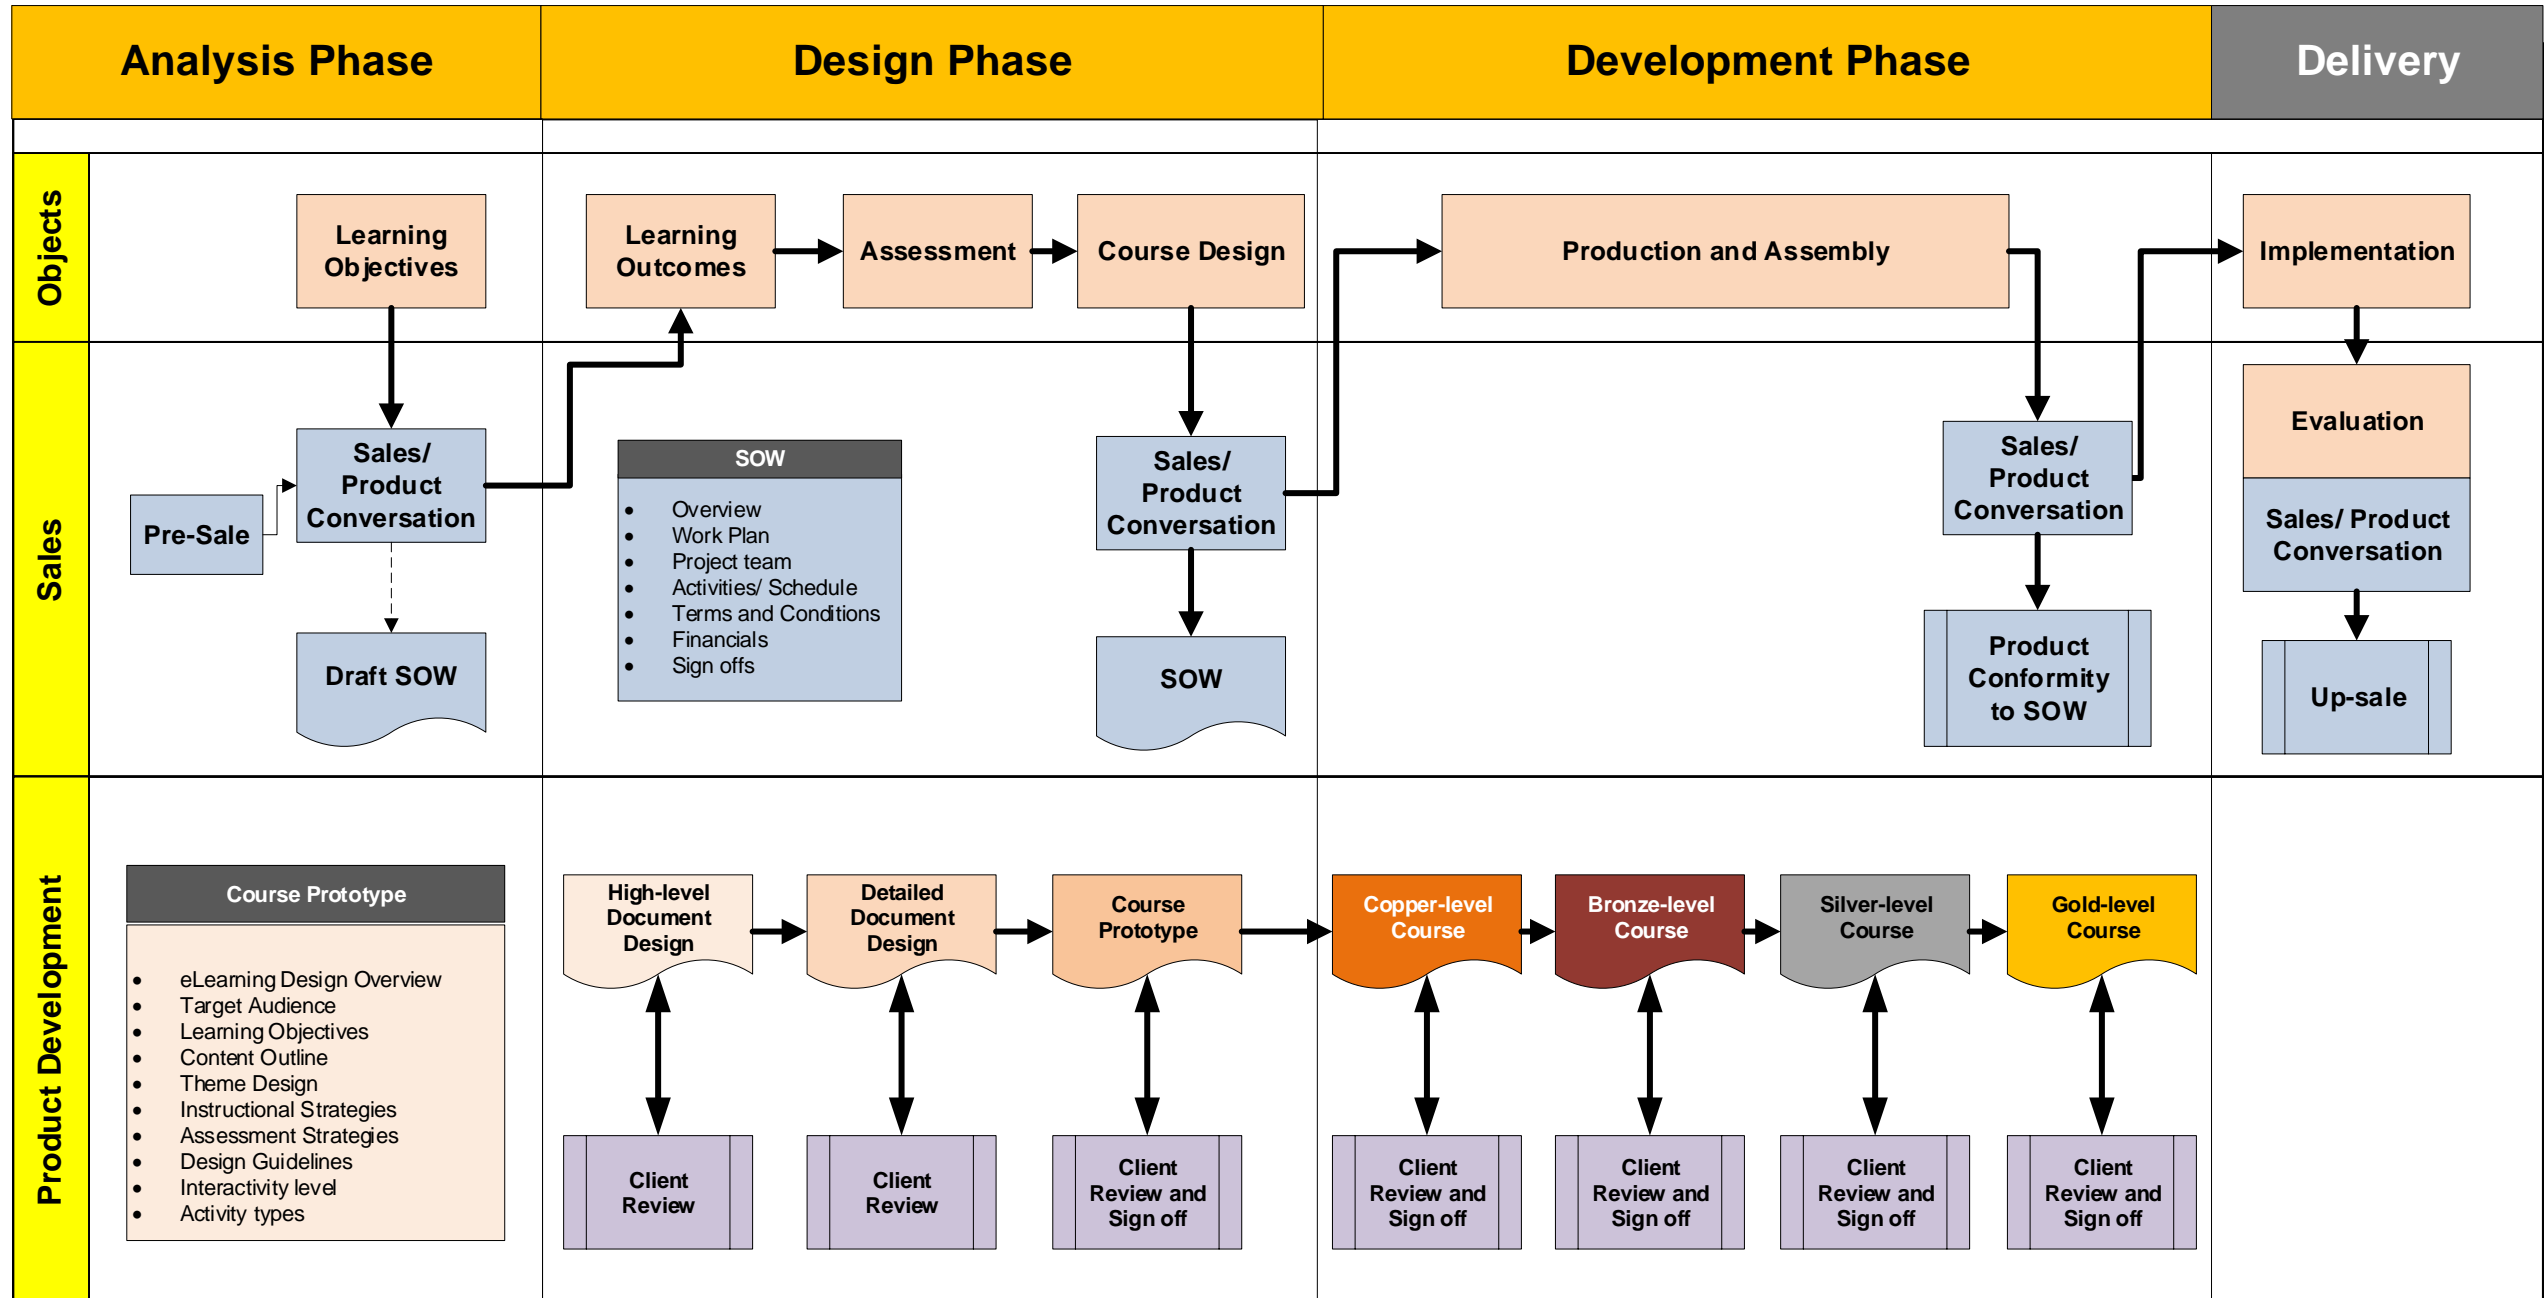 Analysis Phase
Design Phase
Development Phase
Delivery
Objects
Learning
Objectives
Learning
Outcomes
Assessment
Course Design
Production and Assembly
Implementation
Sales
Pre-Sale
Sales/
Product
Conversation
Draft SOW
SOW
• Overview
• Work Plan
• Project team
• Activities/ Schedule
• Terms and Conditions
• Financials
• Sign offs
Sales/
Product
Conversation
SOW
Sales/
Product
Conversation
Product
Conformity
to SOW
Evaluation
Sales/ Product
Conversation
Up-sale
Product Development
Course Prototype
• eLearning Design Overview
• Target Audience
• Learning Objectives
• Content Outline
• Theme Design
• Instructional Strategies
• Assessment Strategies
• Design Guidelines
• Interactivity level
• Activity types
High-level
Document
Design
Detailed
Document
Design
Course
Prototype
Copper-level
Course
Bronze-level
Course
Silver-level
Course
Gold-level
Course
Client
Review
Client
Review
Client
Review and
Sign off
Client
Review and
Sign off
Client
Review and
Sign off
Client
Review and
Sign off
Client
Review and
Sign off